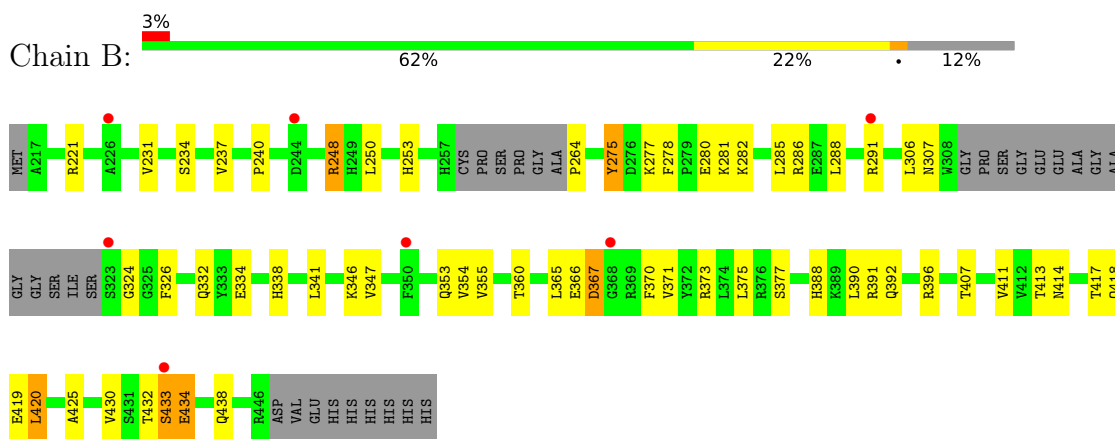 3%
Chain B:
62% 22% • 12%
MET A217 R221 A226 V231 S234 V237 P240 D244 R248 H249 L250 H253 H257 CYS PRO SER PRO GLY ALA P264 Y275 D276 K277 F278 P279 E280 K281 K282 L285 R286 E287 L288 R291 L306 N307 W308 GLY PRO SER GLY GLU GLU ALA GLY ALA
GLY GLY SER ILE SER S323 G324 G325 F326 Q332 Y333 E334 H338 L341 K346 V347 F350 Q353 V354 V355 T360 L365 E366 D367 G368 R369 F370 V371 Y372 R373 L374 L375 R376 S377 H388 K389 L390 R391 Q392 R396 T407 V411 V412 T413 N414 T417
E419 L420 A425 V430 S431 T432 S433 E434 Q438 R446 ASP VAL GLU HIS HIS HIS HIS HIS HIS